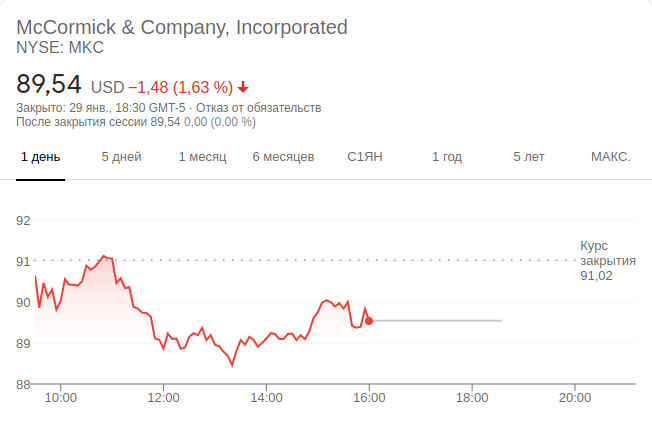 McCormick & Company, Incorporated
NYSE: MKC
89,54 USD −1,48 (1,63 %)
Закрыто: 29 янв., 18:30 GMT-5 · Отказ от обязательств
После закрытия сессии 89,54 0,00 (0,00 %)
1 день 5 дней 1 месяц 6 месяцев С1ЯН 1 год 5 лет МАКС.
92
Курс
91 закрытия
91,02
90
89
88
10:00 12:00 14:00 16:00 18:00 20:00